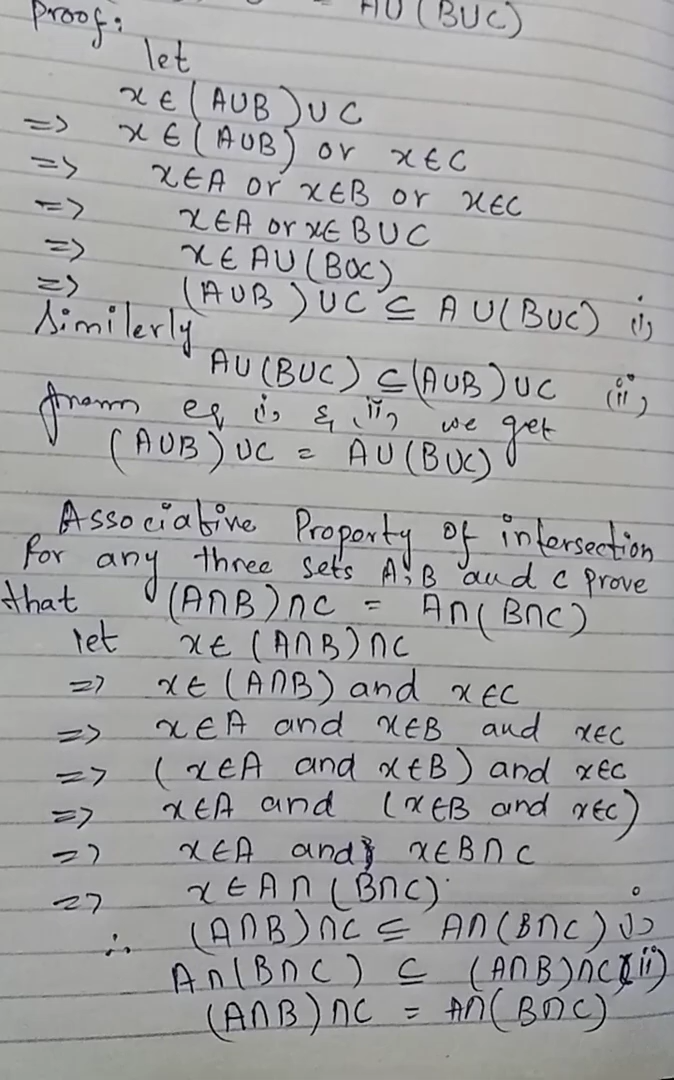 = AU(BUC)
Proof:
let
x ∈ (AUB)UC
=> x ∈ (AUB) or x∈C
=> x∈A or x∈B or x∈C
=> x∈A or x∈BUC
=> x∈AU(BUC)
=> (AUB)UC ⊆ AU(BUC) i,
Similerly
AU(BUC) ⊆ (AUB)UC (ii,
from eq i, & ii, we get
(AUB)UC = AU(BUC)
Associative Property of intersection
for any three sets A, B and C prove
that (A∩B)∩C = A∩(B∩C)
let x∈(A∩B)∩C
=> x∈(A∩B) and x∈C
=> x∈A and x∈B and x∈C
=> (x∈A and x∈B) and x∈C
=> x∈A and (x∈B and x∈C)
=> x∈A and x∈B∩C
=> x∈A∩(B∩C).
∴ (A∩B)∩C ⊆ A∩(B∩C) i,
A∩(B∩C) ⊆ (A∩B)∩C (ii)
(A∩B)∩C = A∩(B∩C)